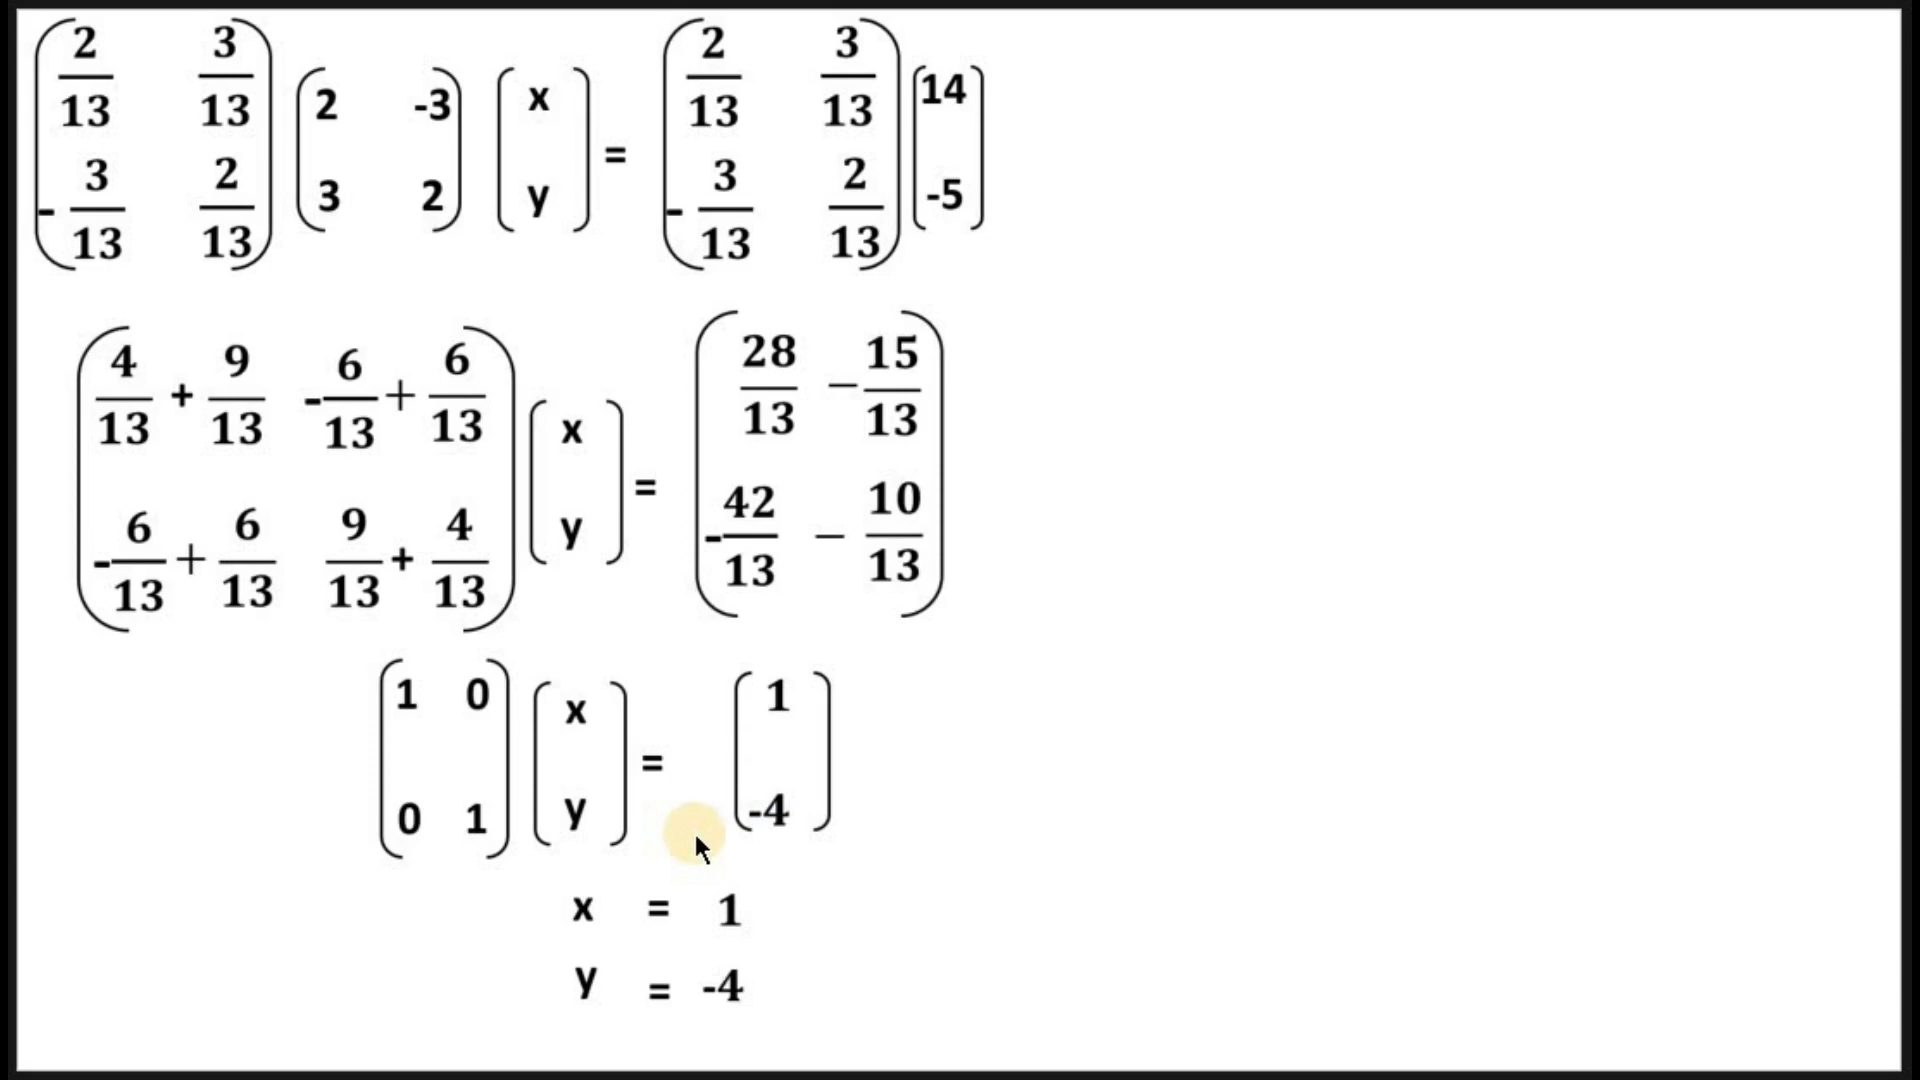 2/13 3/13 2 -3 x 2/13 3/13 14
=
- 3/13 2/13 3 2 y - 3/13 2/13 -5
4/13 + 9/13 -6/13 + 6/13 x 28/13 − 15/13
=
-6/13 + 6/13 9/13 + 4/13 y -42/13 − 10/13
1 0 x 1
=
0 1 y -4
x = 1
y = -4